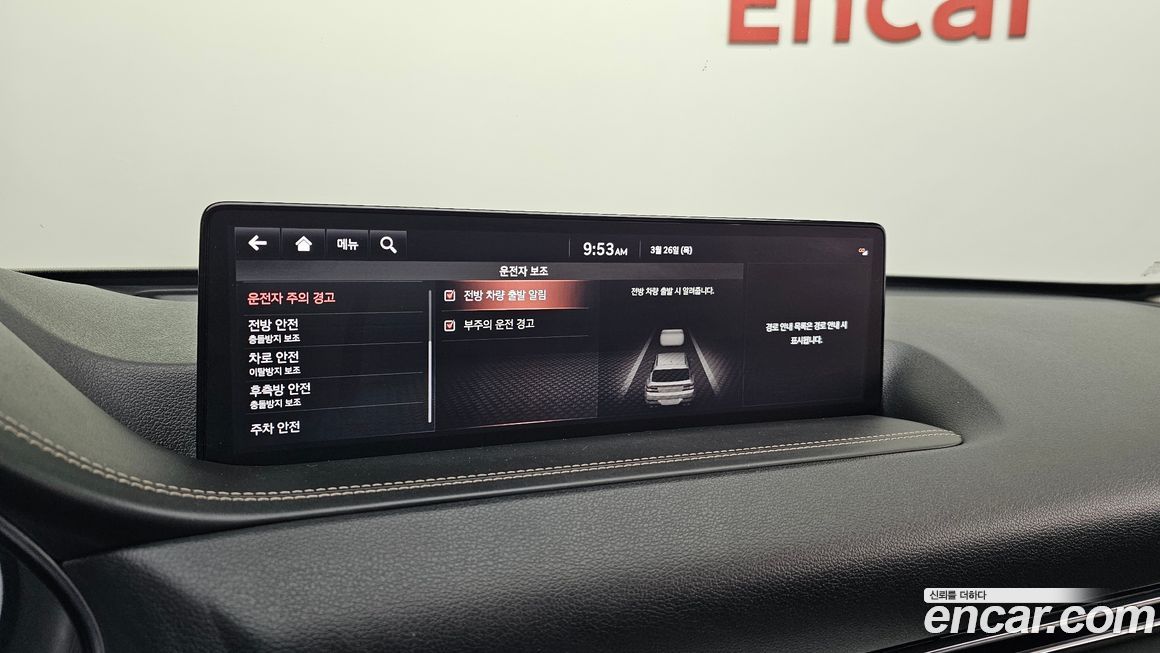 Encar
메뉴
9:53AM
3월 26일 (목)
운전자 보조
운전자 주의 경고
전방 안전
충돌방지 보조
차로 안전
이탈방지 보조
후측방 안전
충돌방지 보조
주차 안전
전방 차량 출발 알림
부주의 운전 경고
전방 차량 출발 시 알려줍니다.
경로 안내 목록은 경로 안내 시
표시됩니다.
신뢰를 더하다
encar.com